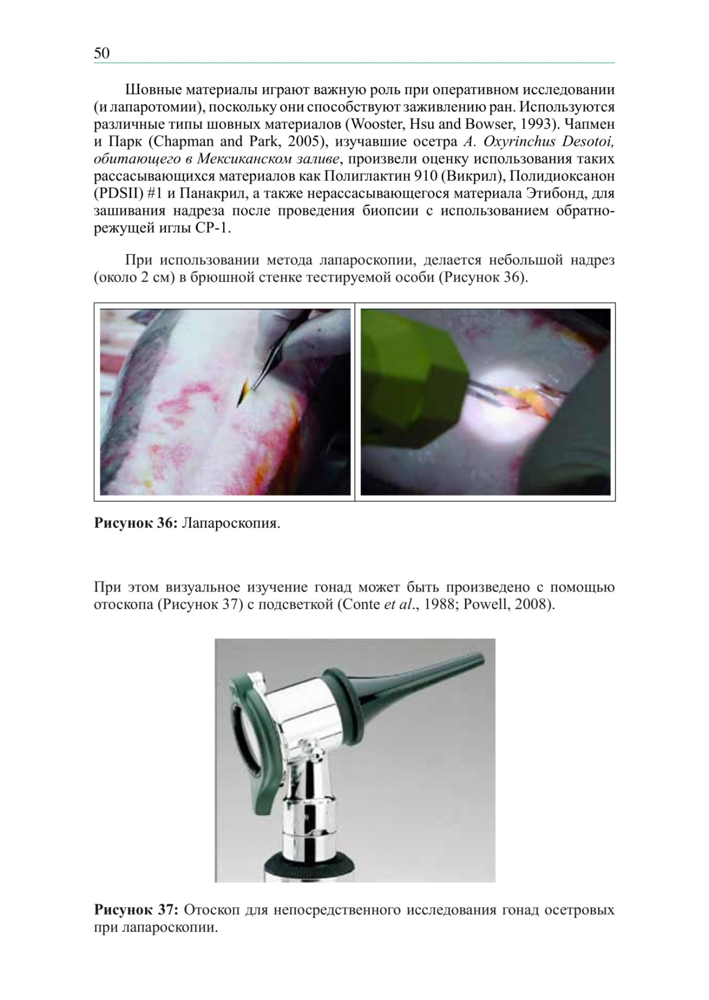 50
Шовные материалы играют важную роль при оперативном исследовании
(и лапаротомии), поскольку они способствуют заживлению ран. Используются
различные типы шовных материалов (Wooster, Hsu and Bowser, 1993). Чапмен
и Парк (Chapman and Park, 2005), изучавшие осетра A. Oxyrinchus Desotoi,
обитающего в Мексиканском заливе, произвели оценку использования таких
рассасывающихся материалов как Полиглактин 910 (Викрил), Полидиоксанон
(PDSII) #1 и Панакрил, а также нерассасывающегося материала Этибонд, для
зашивания надреза после проведения биопсии с использованием обратно-
режущей иглы CP-1.
При использовании метода лапароскопии, делается небольшой надрез
(около 2 см) в брюшной стенке тестируемой особи (Рисунок 36).
Рисунок 36: Лапароскопия.
При этом визуальное изучение гонад может быть произведено с помощью
отоскопа (Рисунок 37) с подсветкой (Conte et al., 1988; Powell, 2008).
Рисунок 37: Отоскоп для непосредственного исследования гонад осетровых
при лапароскопии.